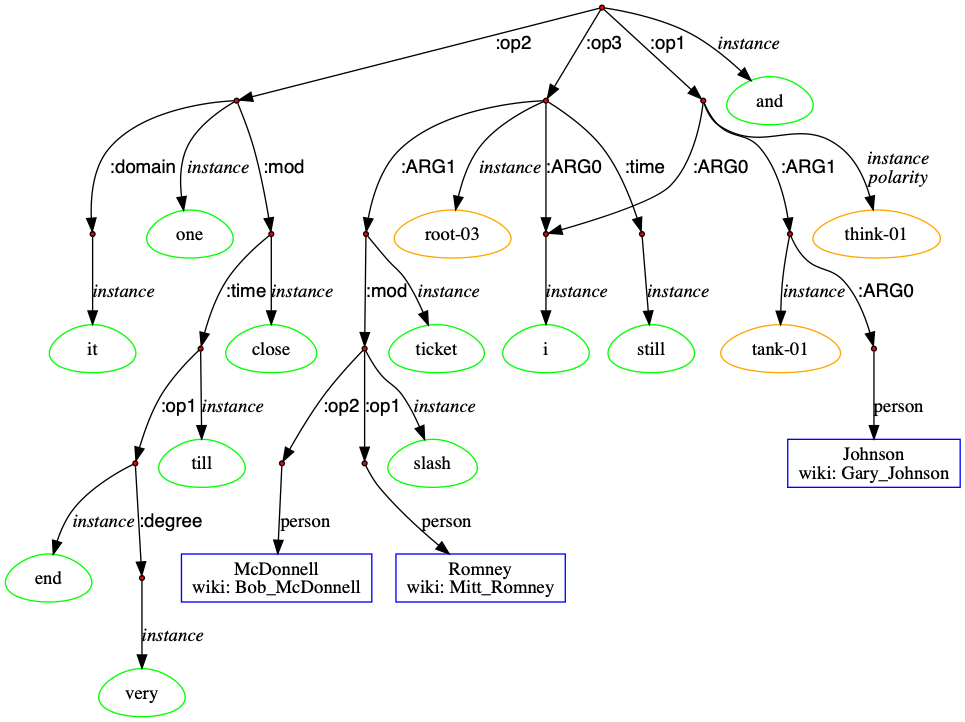 :op2
:op3
:op1
instance
and
:domain
instance
:mod
:ARG1
instance
:ARG0
:time
:ARG0
:ARG1
instance
polarity
one
root-03
think-01
instance
:time
instance
:mod
instance
instance
instance
instance
:ARG0
it
close
ticket
i
still
tank-01
:op1
instance
:op2
:op1
instance
person
till
slash
Johnson
wiki: Gary_Johnson
instance
:degree
person
person
end
McDonnell
wiki: Bob_McDonnell
Romney
wiki: Mitt_Romney
instance
very